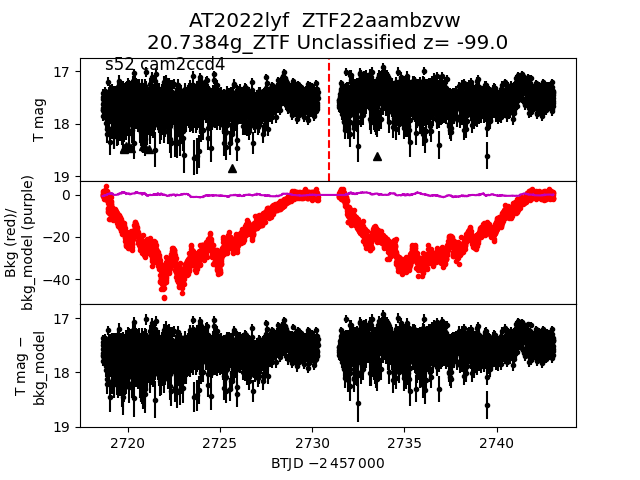 AT2022lyf  ZTF22aambzvw
20.7384g_ZTF Unclassified z= -99.0
s52 cam2ccd4
17
18
19
T mag
0
−20
−40
Bkg (red)/
bkg_model (purple)
17
18
19
T mag −
bkg_model
2720 2725 2730 2735 2740
BTJD −2 457 000